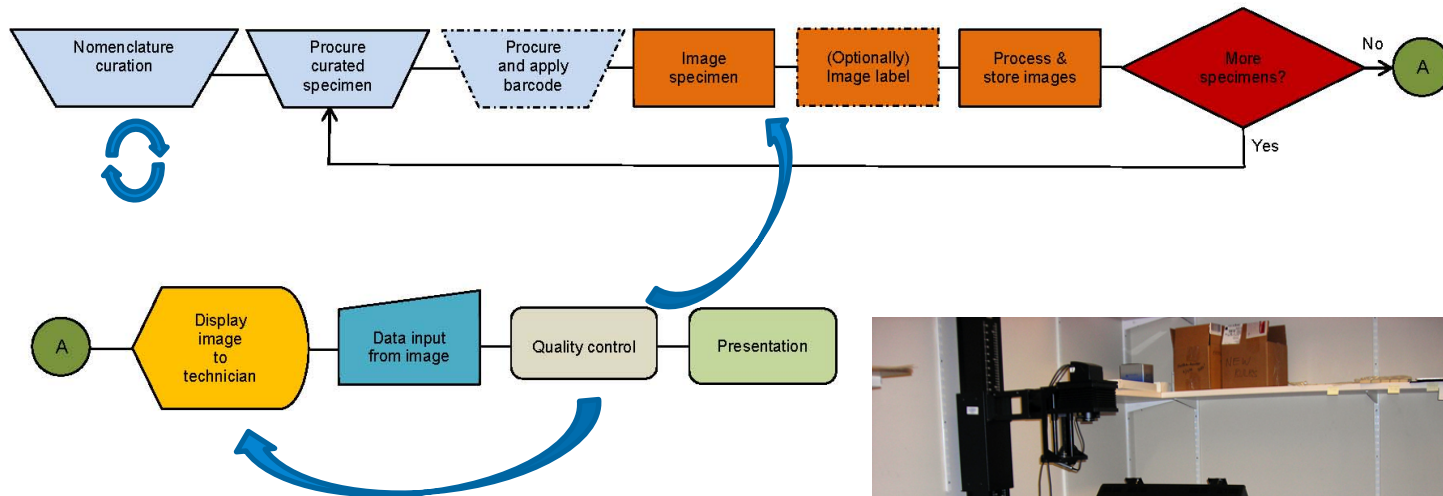 Nomenclature
curation
Procure
curated
specimen
Procure
and apply
barcode
Image
specimen
(Optionally)
Image label
Process &
store images
More
specimens?
No
A
Yes
A
Display
image
to
technician
Data input
from image
Quality control
Presentation